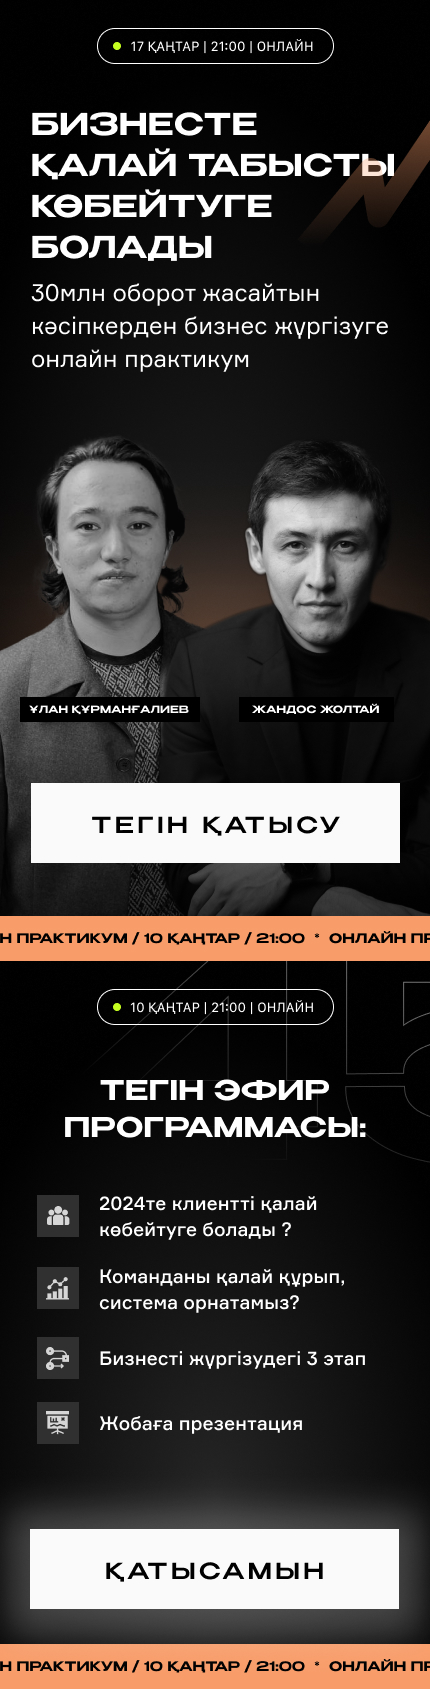 17 ҚАҢТАР | 21:00 | ОНЛАЙН
БИЗНЕСТЕ
ҚАЛАЙ ТАБЫСТЫ
КӨБЕЙТУГЕ
БОЛАДЫ
30млн оборот жасайтын
кәсіпкерден бизнес жүргізуге
онлайн практикум
ҰЛАН ҚҰРМАНҒАЛИЕВ
ЖАНДОС ЖОЛТАЙ
ТЕГІН ҚАТЫСУ
Н ПРАКТИКУМ / 10 ҚАҢТАР / 21:00 * ОНЛАЙН ПР
10 ҚАҢТАР | 21:00 | ОНЛАЙН
45
ТЕГІН ЭФИР
ПРОГРАММАСЫ:
2024те клиентті қалай
көбейтуге болады ?
Команданы қалай құрып,
система орнатамыз?
Бизнесті жүргізудегі 3 этап
Жобаға презентация
ҚАТЫСАМЫН
Н ПРАКТИКУМ / 10 ҚАҢТАР / 21:00 * ОНЛАЙН ПР